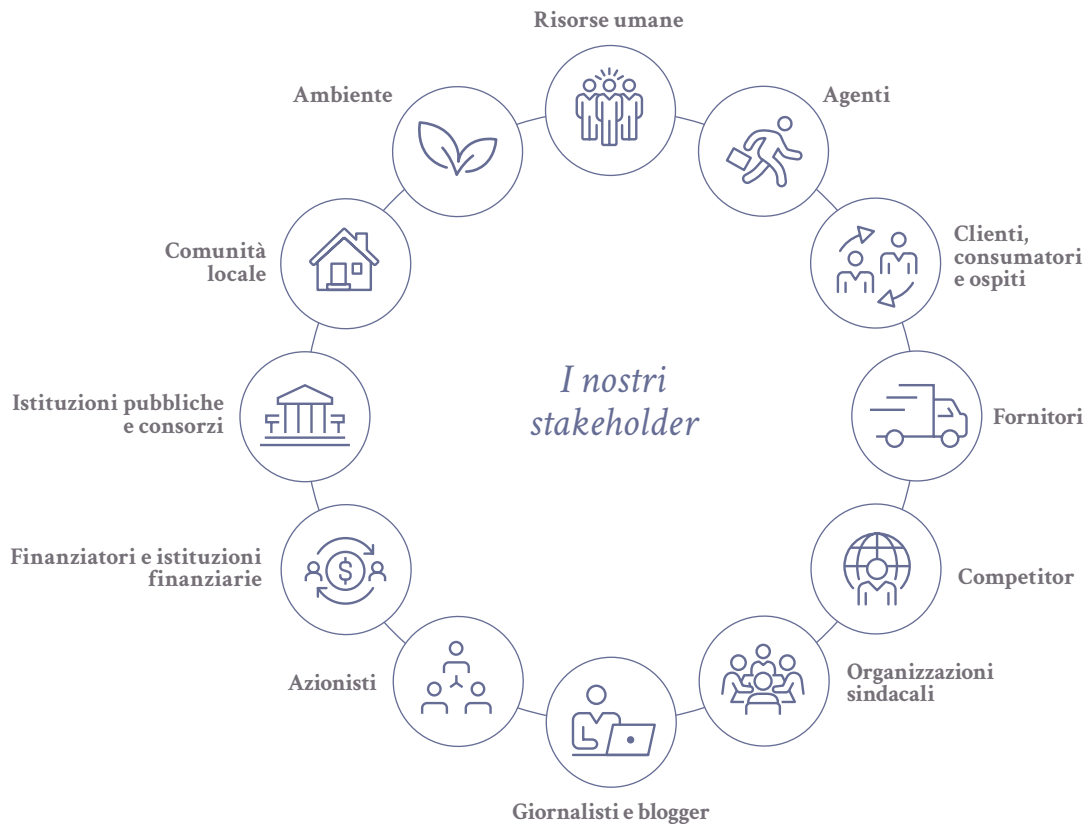 Risorse umane
Ambiente
Agenti
Comunità
locale
Clienti,
consumatori
e ospiti
I nostri
stakeholder
Istituzioni pubbliche
e consorzi
Fornitori
Finanziatori e istituzioni
finanziarie
Competitor
Azionisti
Organizzazioni
sindacali
Giornalisti e blogger
$